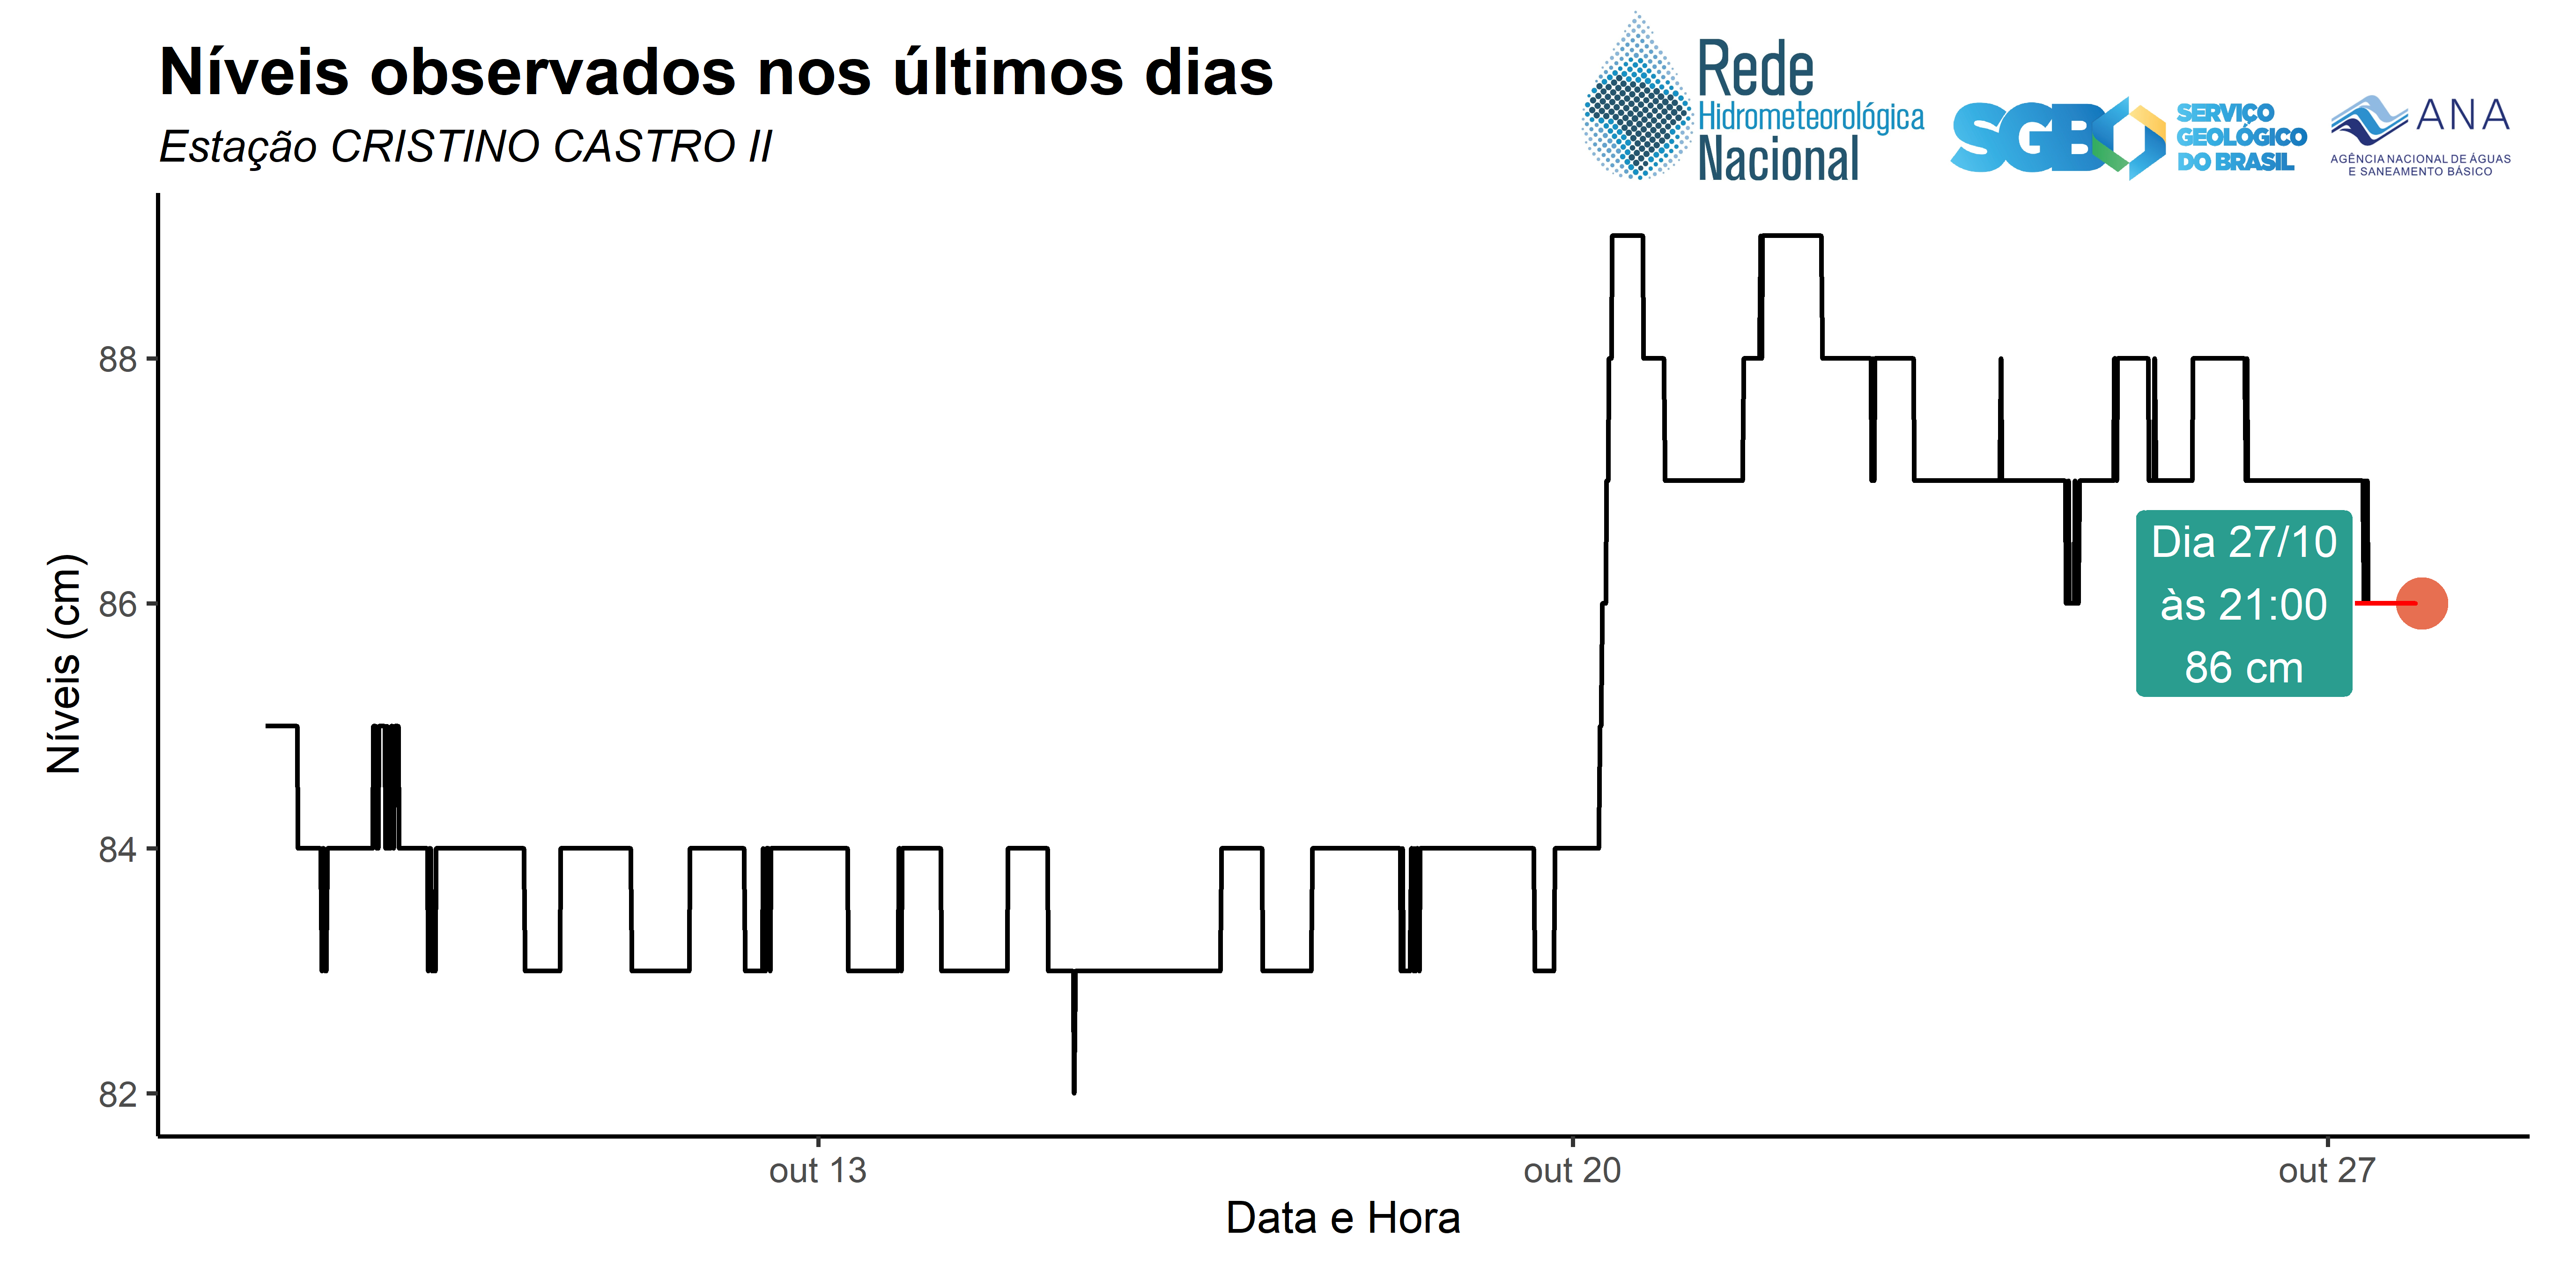 Níveis observados nos últimos dias
Estação CRISTINO CASTRO II
Rede
Hidrometeorológica
Nacional
SGB
SERVIÇO
GEOLÓGICO
DO BRASIL
ANA
AGÊNCIA NACIONAL DE ÁGUAS
E SANEAMENTO BÁSICO
Níveis (cm)
88
86
84
82
Dia 27/10
às 21:00
86 cm
out 13
out 20
out 27
Data e Hora